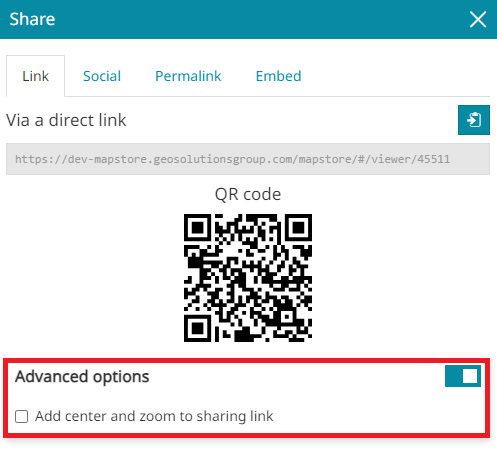 Share
Link Social Permalink Embed
Via a direct link
https://dev-mapstore.geosolutionsgroup.com/mapstore/#/viewer/45511
QR code
Advanced options
Add center and zoom to sharing link